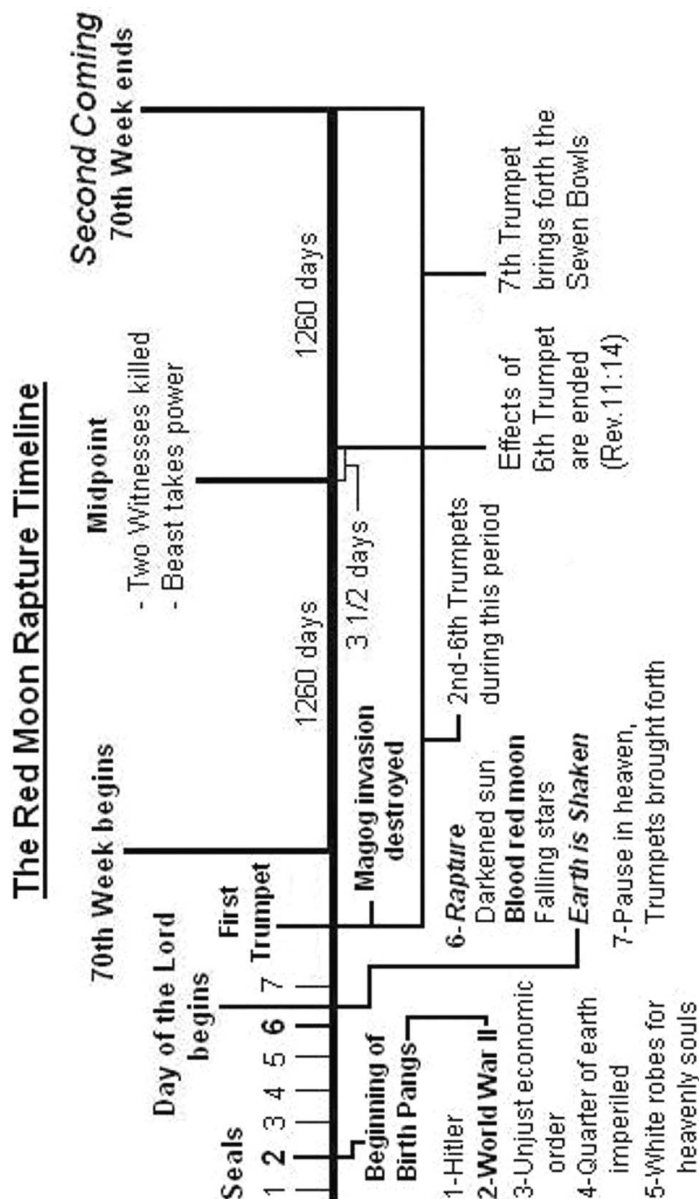 The Red Moon Rapture Timeline
Second Coming
70th Week ends
Midpoint
- Two Witnesses killed
- Beast takes power
70th Week begins
Day of the Lord
begins
First
Trumpet
Seals
1 2 3 4 5 6 7
1260 days
1260 days
3 1/2 days
Magog invasion
destroyed
Beginning of
Birth Pangs
1-Hitler
2-World War II
3-Unjust economic
order
4-Quarter of earth
imperiled
5-White robes for
heavenly souls
6-Rapture
Darkened sun
Blood red moon
Falling stars
Earth is Shaken
7-Pause in heaven,
Trumpets brought forth
2nd-6th Trumpets
during this period
Effects of
6th Trumpet
are ended
(Rev.11:14)
7th Trumpet
brings forth the
Seven Bowls